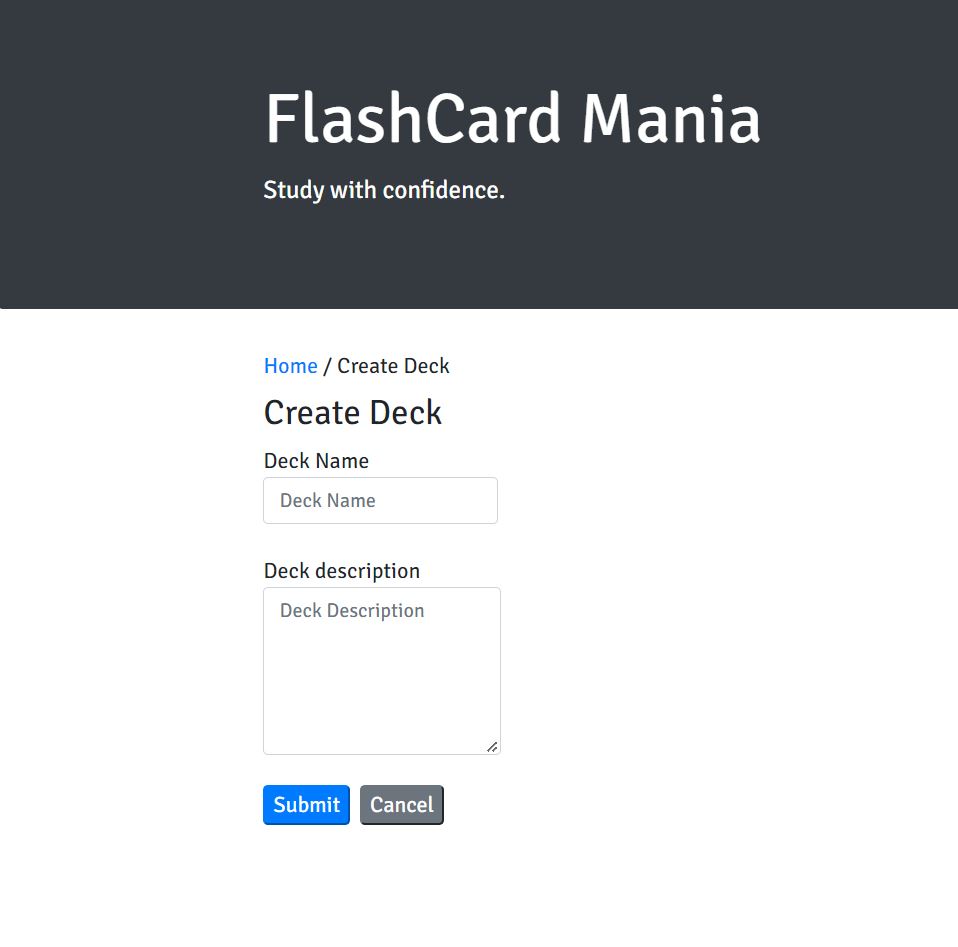 FlashCard Mania
Study with confidence.
Home / Create Deck
Create Deck
Deck Name
Deck Name
Deck description
Deck Description
Submit Cancel